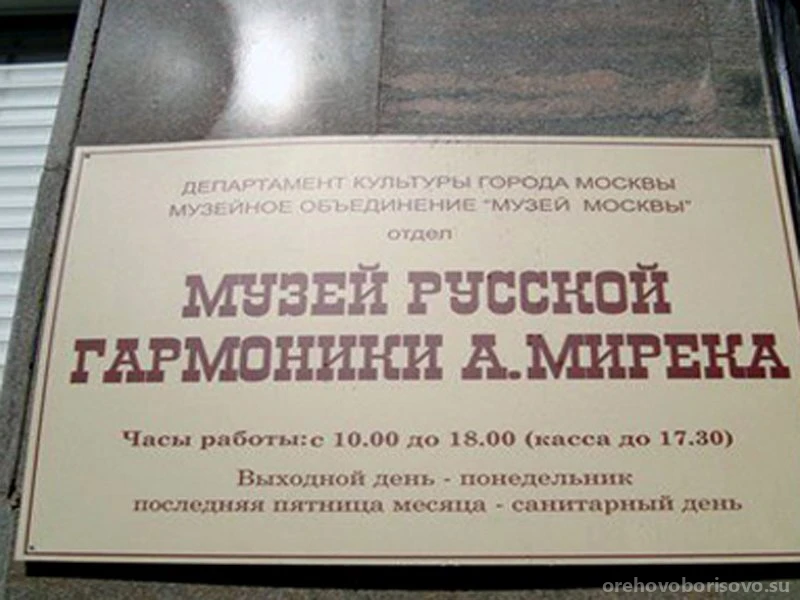 ДЕПАРТАМЕНТ КУЛЬТУРЫ ГОРОДА МОСКВЫ
МУЗЕЙНОЕ ОБЪЕДИНЕНИЕ "МУЗЕЙ МОСКВЫ"
отдел
МУЗЕЙ РУССКОЙ
ГАРМОНИКИ А.МИРЕКА
Часы работы: с 10.00 до 18.00 (касса до 17.30)
Выходной день - понедельник
последняя пятница месяца - санитарный день
orehovoborisovo.su